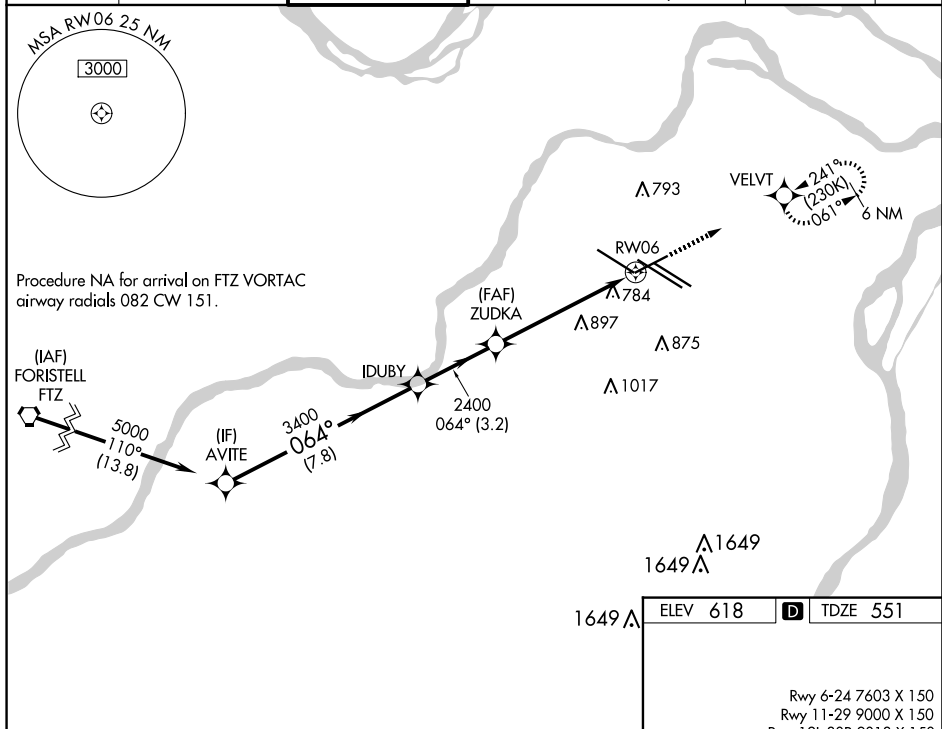 MSA RW06 25 NM
3000
793
VELVT
241°
(230K)
061°
6 NM
RW06
Procedure NA for arrival on FTZ VORTAC
airway radials 082 CW 151.
784
(FAF)
ZUDKA
897
875
(IAF)
FORISTELL
FTZ
IDUBY
1017
2400
064° (3.2)
5000
110°
(13.8)
(IF)
AVITE
3400
064°
(7.8)
1649
1649
1649
ELEV 618 D TDZE 551
Rwy 6-24 7603 X 150
Rwy 11-29 9000 X 150